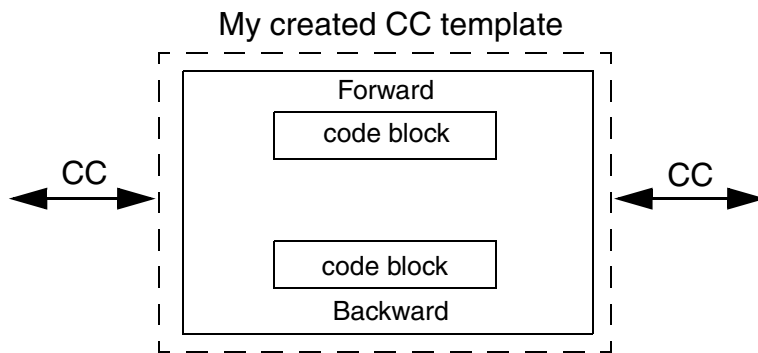 My created CC template
Forward
code block
CC
CC
code block
Backward